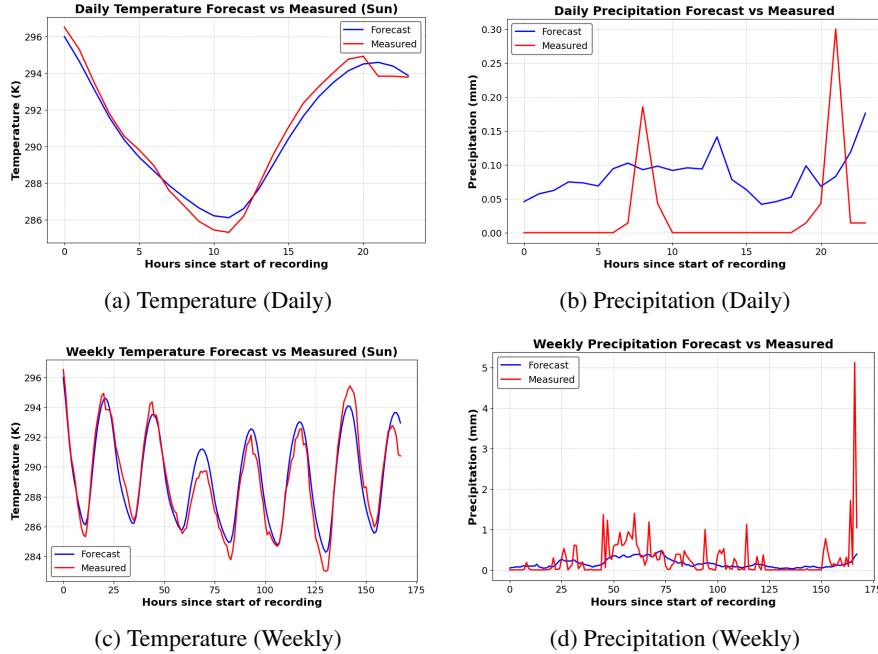 Daily Temperature Forecast vs Measured (Sun)
296
294
292
290
288
286
Temperature (K)
Forecast
Measured
0
5
10
15
20
Hours since start of recording
(a) Temperature (Daily)
Daily Precipitation Forecast vs Measured
0.30
0.25
0.20
0.15
0.10
0.05
0.00
Precipitation (mm)
Forecast
Measured
0
5
10
15
20
Hours since start of recording
(b) Precipitation (Daily)
Weekly Temperature Forecast vs Measured (Sun)
296
294
292
290
288
286
284
Temperature (K)
Forecast
Measured
0
25
50
75
100
125
150
175
Hours since start of recording
(c) Temperature (Weekly)
Weekly Precipitation Forecast vs Measured
5
4
3
2
1
0
Precipitation (mm)
Forecast
Measured
0
25
50
75
100
125
150
175
Hours since start of recording
(d) Precipitation (Weekly)